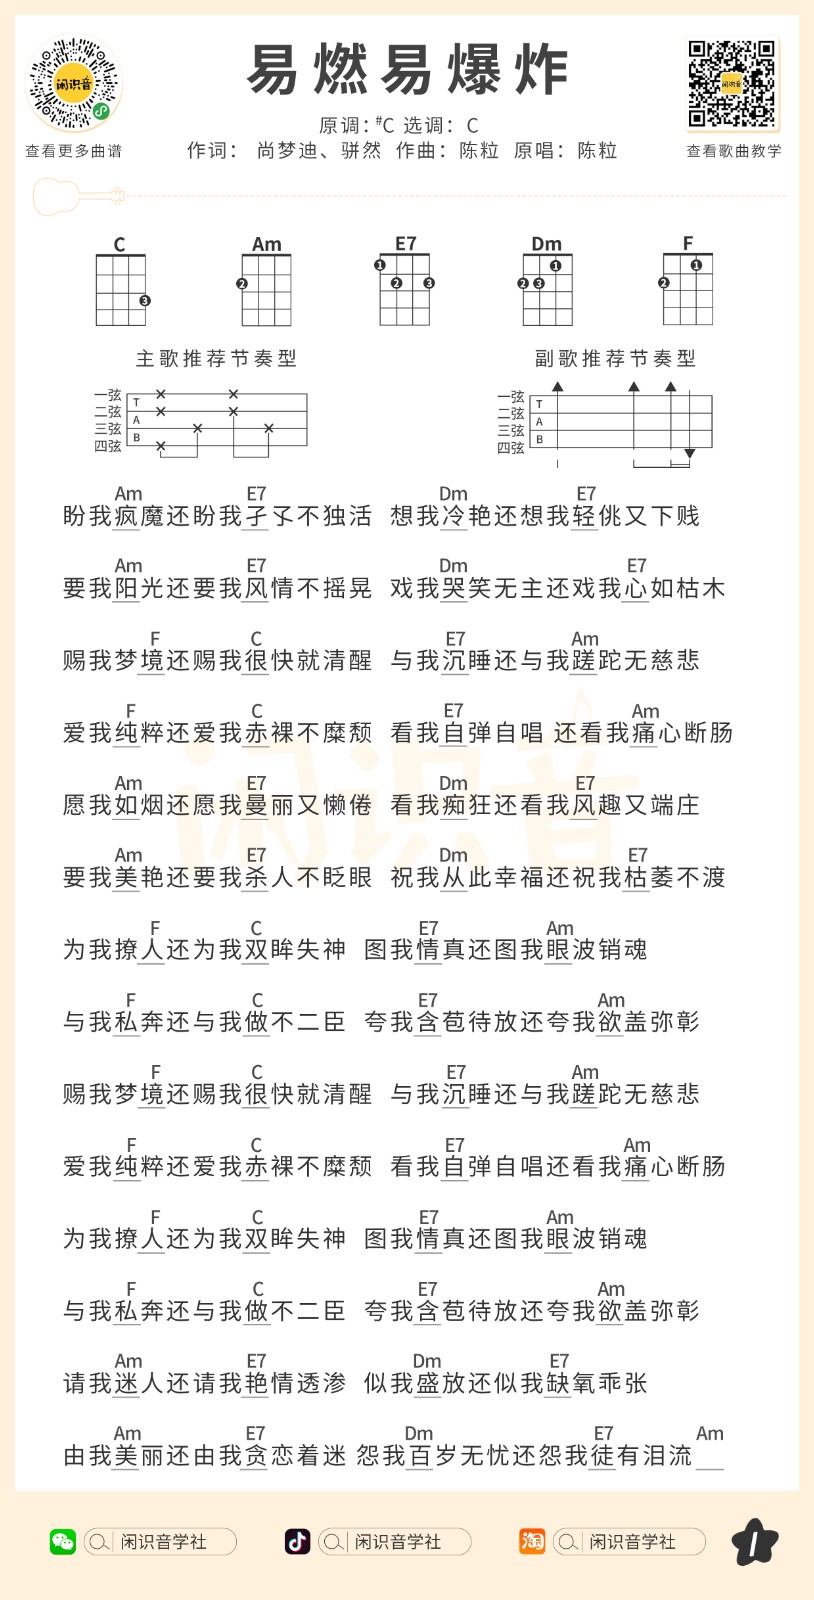 闲识音
查看更多曲谱
易燃易爆炸
原调：#C 选调：C
作词： 尚梦迪、骈然 作曲：陈粒 原唱：陈粒
闲识音
查看歌曲教学
C Am E7 Dm F
3 2 1 2 3 1 2 3 1 2
主歌推荐节奏型
一弦
二弦
三弦
四弦
T
A
B
副歌推荐节奏型
一弦
二弦
三弦
四弦
T
A
B
Am E7 Dm E7
盼我疯魔还盼我孑孓不独活 想我冷艳还想我轻佻又下贱
Am E7 Dm E7
要我阳光还要我风情不摇晃 戏我哭笑无主还戏我心如枯木
F C E7 Am
赐我梦境还赐我很快就清醒 与我沉睡还与我蹉跎无慈悲
F C E7 Am
爱我纯粹还爱我赤裸不糜颓 看我自弹自唱 还看我痛心断肠
Am E7 Dm E7
愿我如烟还愿我曼丽又懒倦 看我痴狂还看我风趣又端庄
Am E7 Dm E7
要我美艳还要我杀人不眨眼 祝我从此幸福还祝我枯萎不渡
F C E7 Am
为我撩人还为我双眸失神 图我情真还图我眼波销魂
F C E7 Am
与我私奔还与我做不二臣 夸我含苞待放还夸我欲盖弥彰
F C E7 Am
赐我梦境还赐我很快就清醒 与我沉睡还与我蹉跎无慈悲
F C E7 Am
爱我纯粹还爱我赤裸不糜颓 看我自弹自唱还看我痛心断肠
F C E7 Am
为我撩人还为我双眸失神 图我情真还图我眼波销魂
F C E7 Am
与我私奔还与我做不二臣 夸我含苞待放还夸我欲盖弥彰
Am E7 Dm E7
请我迷人还请我艳情透渗 似我盛放还似我缺氧乖张
Am E7 Dm E7 Am
由我美丽还由我贪恋着迷 怨我百岁无忧还怨我徒有泪流
闲识音
闲识音学社 闲识音学社 淘 闲识音学社 1